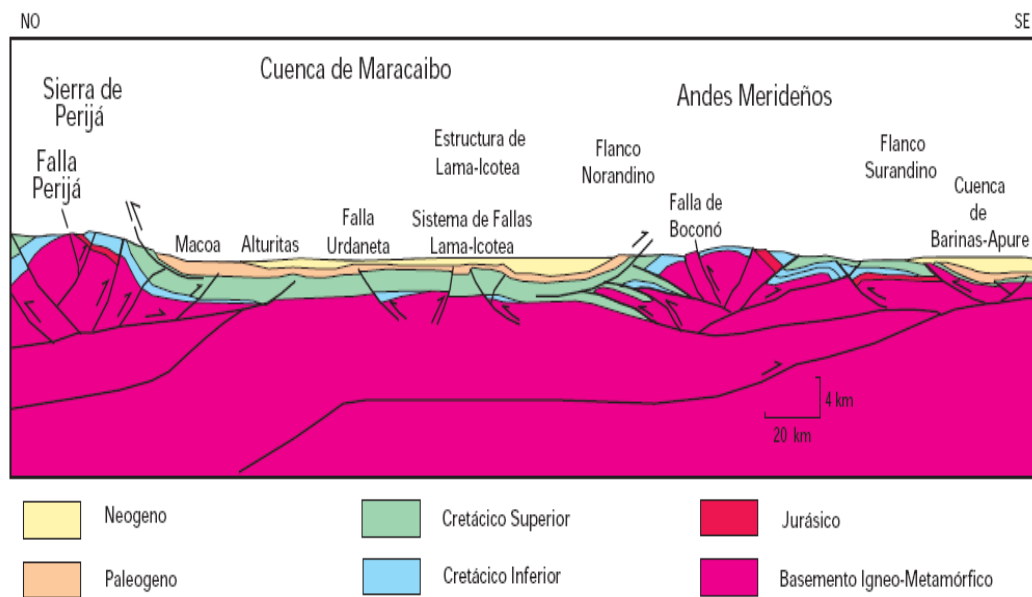 NO
SE
Cuenca de Maracaibo
Sierra de
Perijá
Andes Merideños
Falla
Perijá
Estructura de
Lama-Icotea
Flanco
Norandino
Flanco
Surandino
Falla de
Boconó
Cuenca
de
Barinas-Apure
Macoa
Alturitas
Falla
Urdaneta
Sistema de Fallas
Lama-Icotea
4 km
20 km
Neogeno
Cretácico Superior
Jurásico
Paleogeno
Cretácico Inferior
Basemento Igneo-Metamórfico